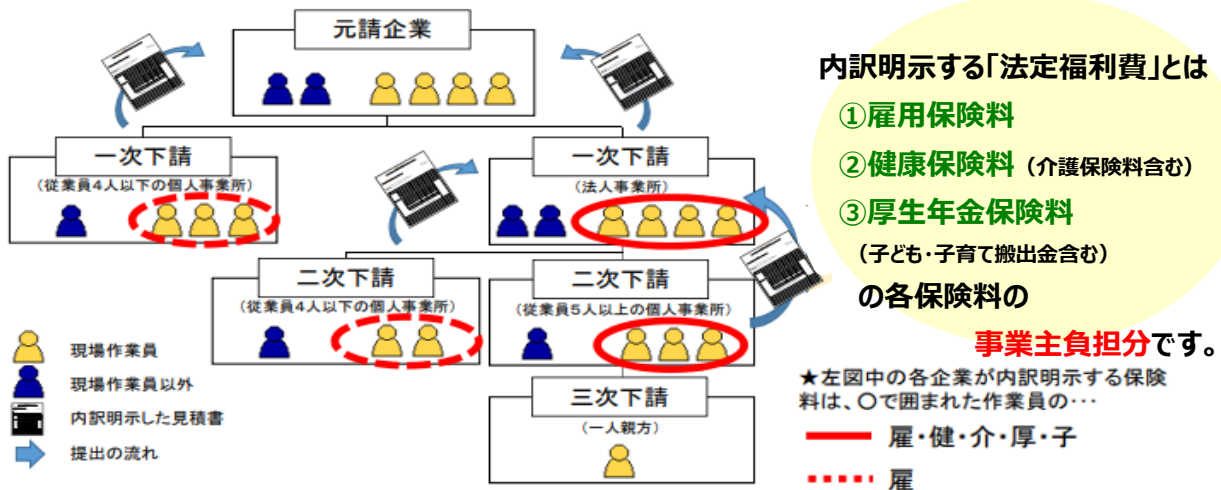 元請企業
一次下請
(従業員4人以下の個人事業所)
一次下請
(法人事業所)
二次下請
(従業員4人以下の個人事業所)
二次下請
(従業員5人以上の個人事業所)
三次下請
(一人親方)
現場作業員
現場作業員以外
内訳明示した見積書
提出の流れ
内訳明示する「法定福利費」とは
①雇用保険料
②健康保険料(介護保険料含む)
③厚生年金保険料
(子ども・子育て搬出金含む)
の各保険料の
事業主負担分です。
★左図中の各企業が内訳明示する保険
料は、〇で囲まれた作業員の…
雇・健・介・厚・子
雇